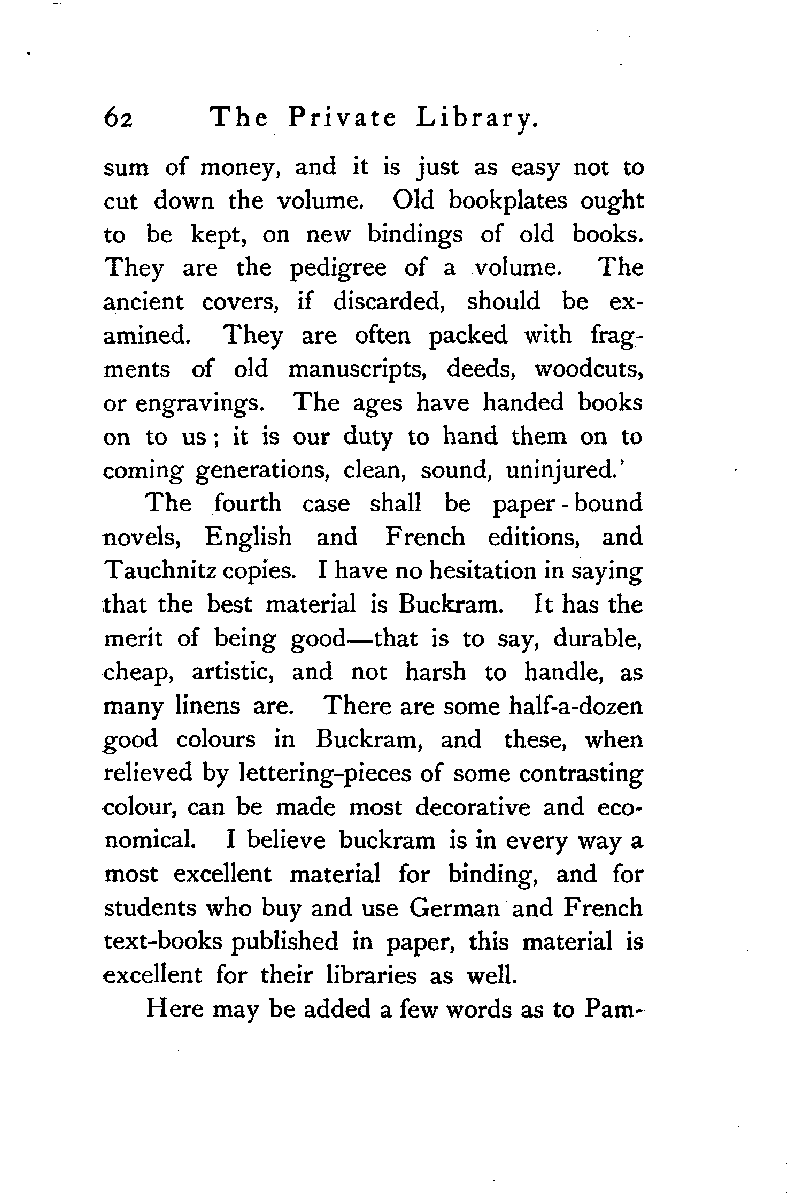 62 The Private Library.
sum of money, and it is just as easy not to
cut down the volume. Old bookplates ought
to be kept, on new bindings of old books.
They are the pedigree of a volume. The
ancient covers, if discarded, should be ex-
amined. They are often packed with frag-
ments of old manuscripts, deeds, woodcuts,
or engravings. The ages have handed books
on to us; it is our duty to hand them on to
coming generations, clean, sound, uninjured.'
The fourth case shall be paper-bound
novels, English and French editions, and
Tauchnitz copies. I have no hesitation in saying
that the best material is Buckram. It has the
merit of being good—that is to say, durable,
cheap, artistic, and not harsh to handle, as
many linens are. There are some half-a-dozen
good colours in Buckram, and these, when
relieved by lettering-pieces of some contrasting
colour, can be made most decorative and eco-
nomical. I believe buckram is in every way a
most excellent material for binding, and for
students who buy and use German and French
text-books published in paper, this material is
excellent for their libraries as well.
Here may be added a few words as to Pam-